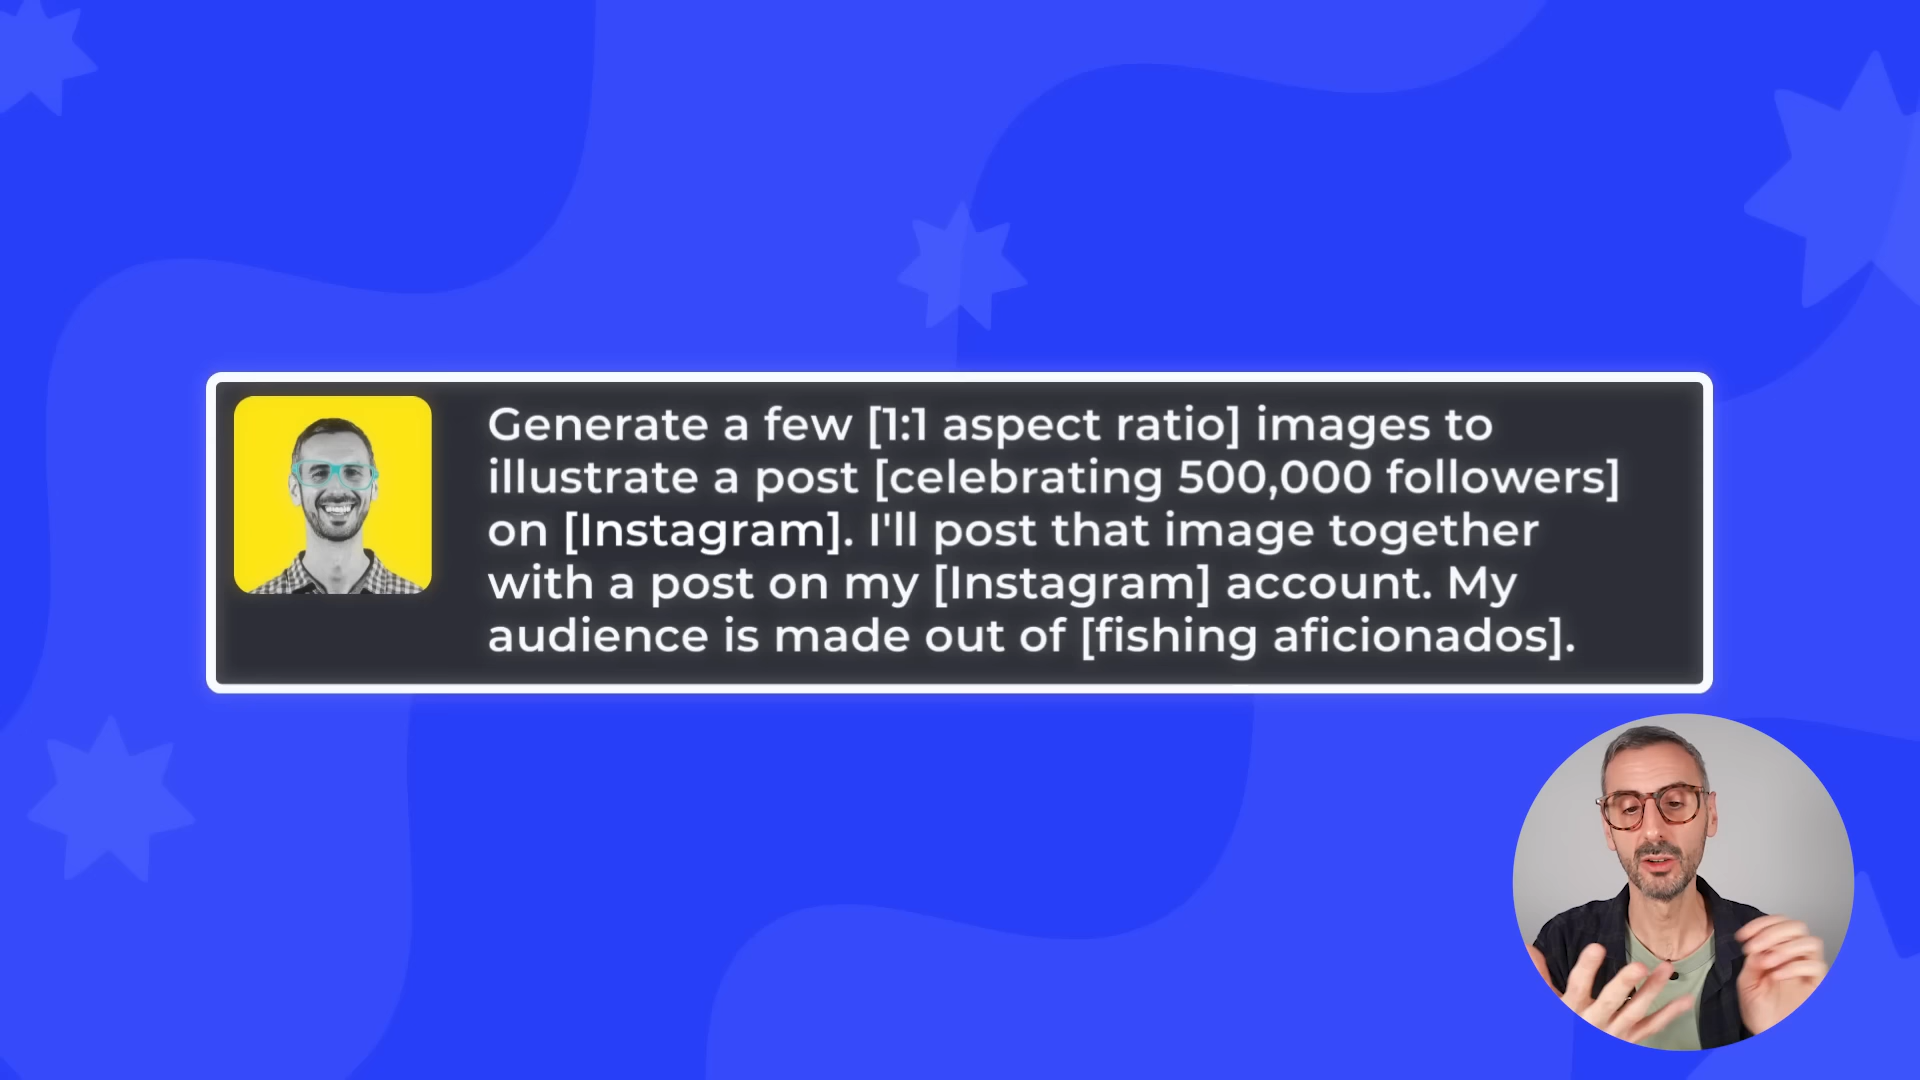 Generate a few [1:1 aspect ratio] images to
illustrate a post [celebrating 500,000 followers]
on [Instagram]. I'll post that image together
with a post on my [Instagram] account. My
audience is made out of [fishing aficionados].